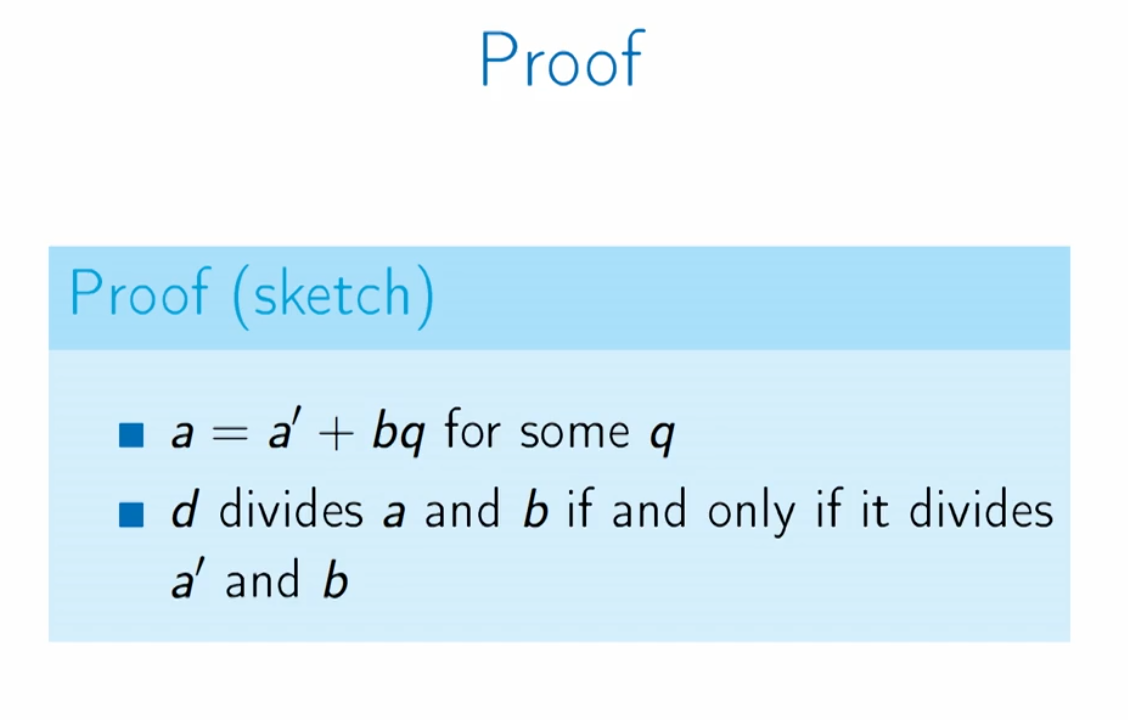 Proof
Proof (sketch)
■ a = a′ + bq for some q
■ d divides a and b if and only if it divides
a′ and b